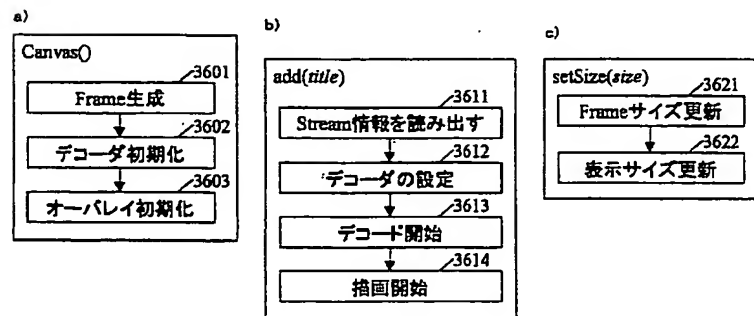 a)
Canvas()
3601
Frame生成
3602
デコーダ初期化
3603
オーバレイ初期化
b)
add(title)
3611
Stream情報を読み出す
3612
デコーダの設定
3613
デコード開始
3614
描画開始
c)
setSize(size)
3621
Frameサイズ更新
3622
表示サイズ更新